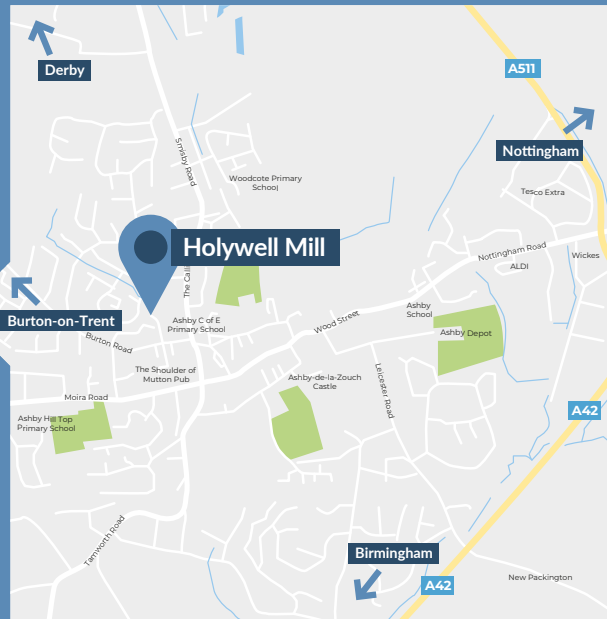 Derby
A511
Nottingham
Smisby Road
Woodcote Primary
School
Tesco Extra
Holywell Mill
Nottingham Road
ALDI
Wickes
The Calli
Burton-on-Trent
Ashby C of E
Primary School
Wood Street
Ashby
School
Ashby Depot
Burton Road
The Shoulder of
Mutton Pub
Ashby-de-la-Zouch
Castle
Leicester Road
Moira Road
A42
Ashby Hill Top
Primary School
Tamworth Road
Birmingham
A42
New Packington